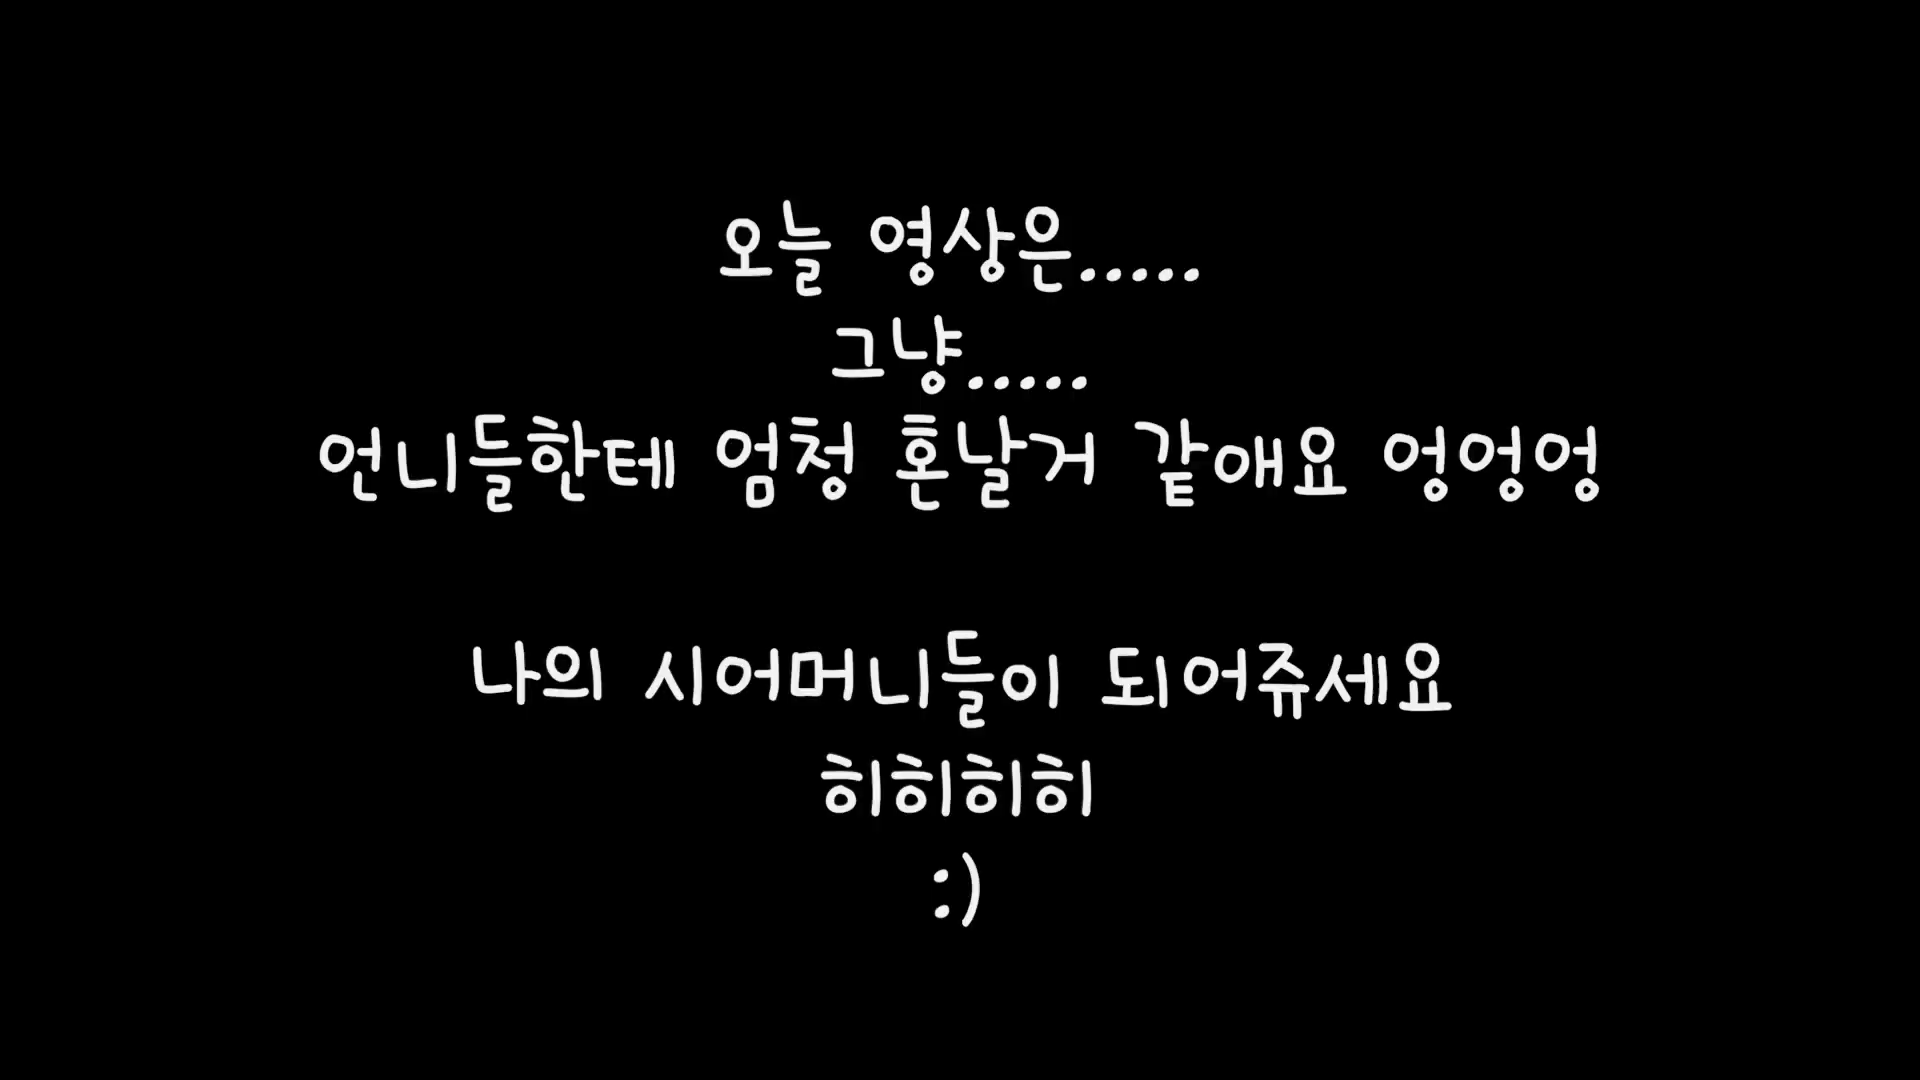 오늘 영상은.....
그냥.....
언니들한테 엄청 혼날거 같애요 엉엉엉
나의 시어머니들이 되어쥬세요
히히히히
:)